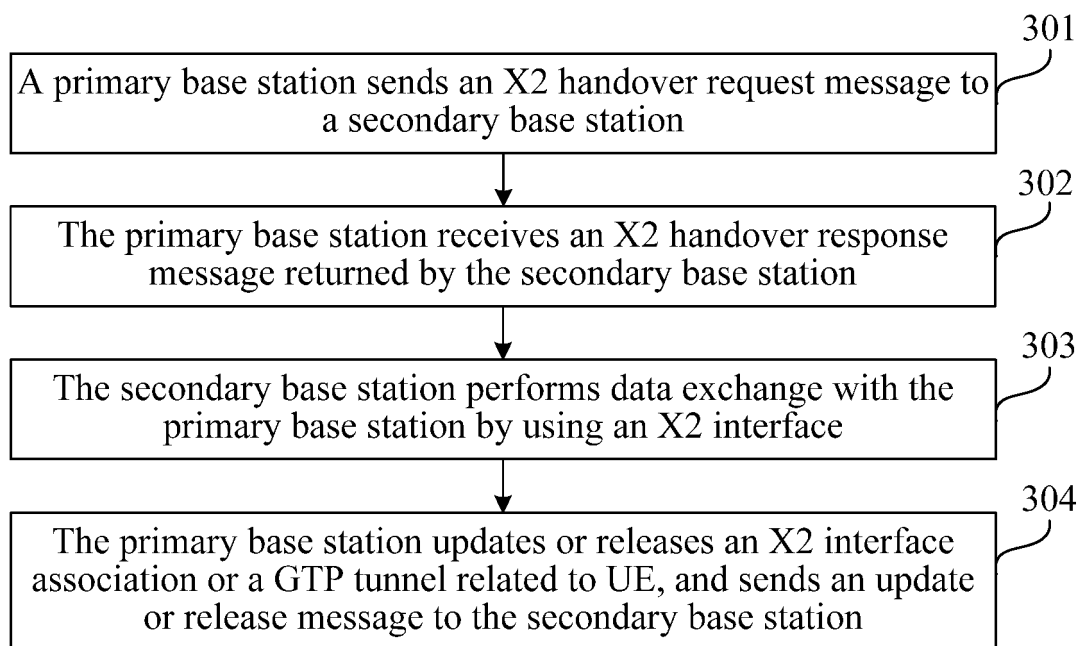 301
A primary base station sends an X2 handover request message to
a secondary base station
302
The primary base station receives an X2 handover response
message returned by the secondary base station
303
The secondary base station performs data exchange with the
primary base station by using an X2 interface
304
The primary base station updates or releases an X2 interface
association or a GTP tunnel related to UE, and sends an update
or release message to the secondary base station